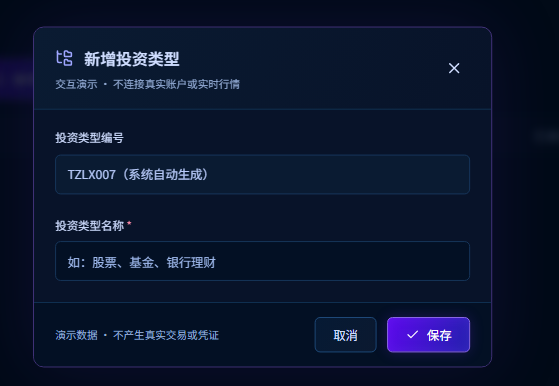 新增投资类型
交互演示 · 不连接真实账户或实时行情
投资类型编号
TZLX007（系统自动生成）
投资类型名称 *
如：股票、基金、银行理财
演示数据 · 不产生真实交易或凭证
取消
保存